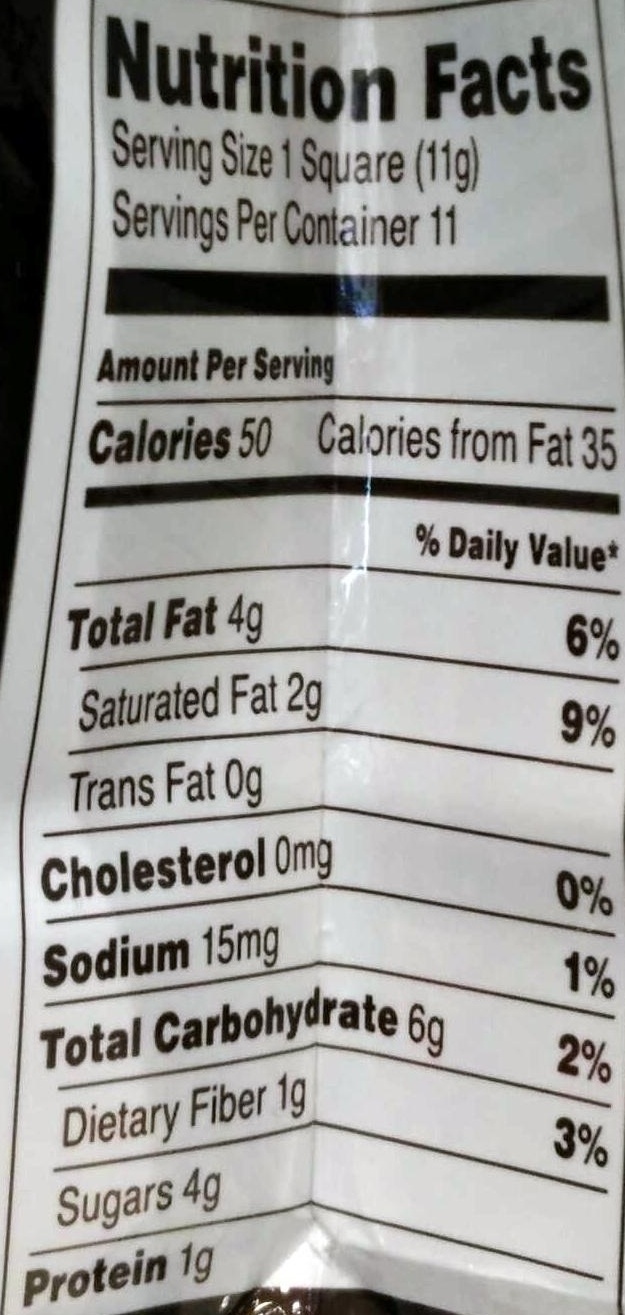 Nutrition Facts
Serving Size 1 Square (11g)
Servings Per Container 11
Amount Per Serving
Calories 50 Calories from Fat 35
% Daily Value*
Total Fat 4g 6%
Saturated Fat 2g 9%
Trans Fat 0g
Cholesterol 0mg 0%
Sodium 15mg 1%
Total Carbohydrate 6g 2%
Dietary Fiber 1g 3%
Sugars 4g
Protein 1g